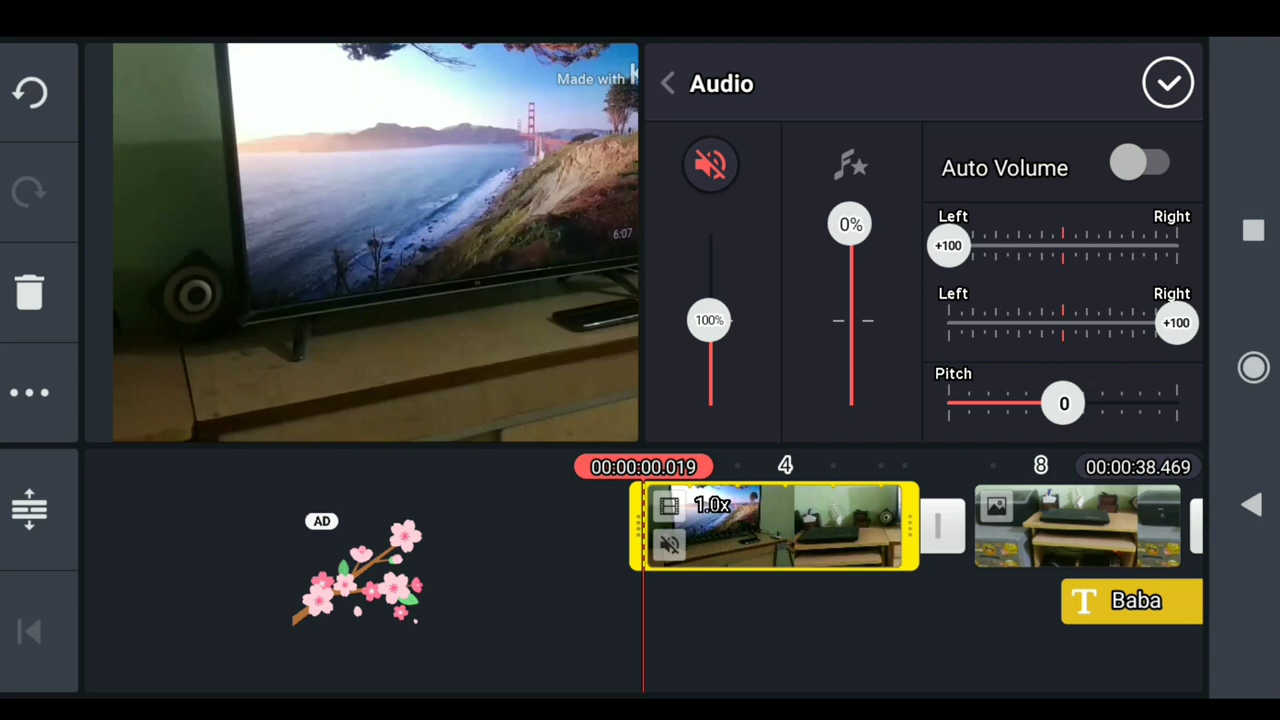 Made with K
Audio
6:07
100%
0%
Auto Volume
Left Right
+100
Left Right
+100
Pitch
0
00:00:00.019 4 8 00:00:38.469
1.0x
AD
T Baba